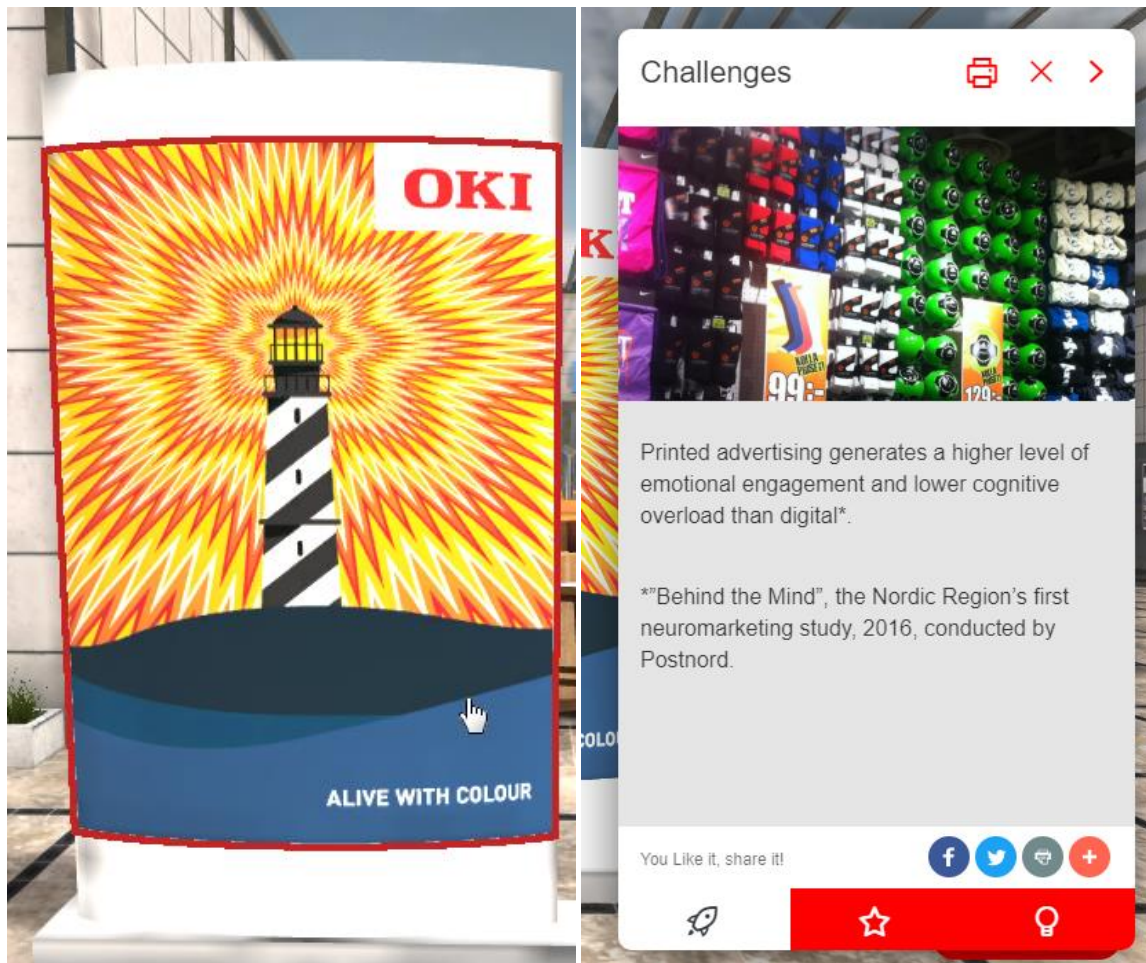 OKI
ALIVE WITH COLOUR
Challenges
K
99:-
129:-
Printed advertising generates a higher level of
emotional engagement and lower cognitive
overload than digital*.
*”Behind the Mind”, the Nordic Region’s first
neuromarketing study, 2016, conducted by
Postnord.
COLO
You Like it, share it!